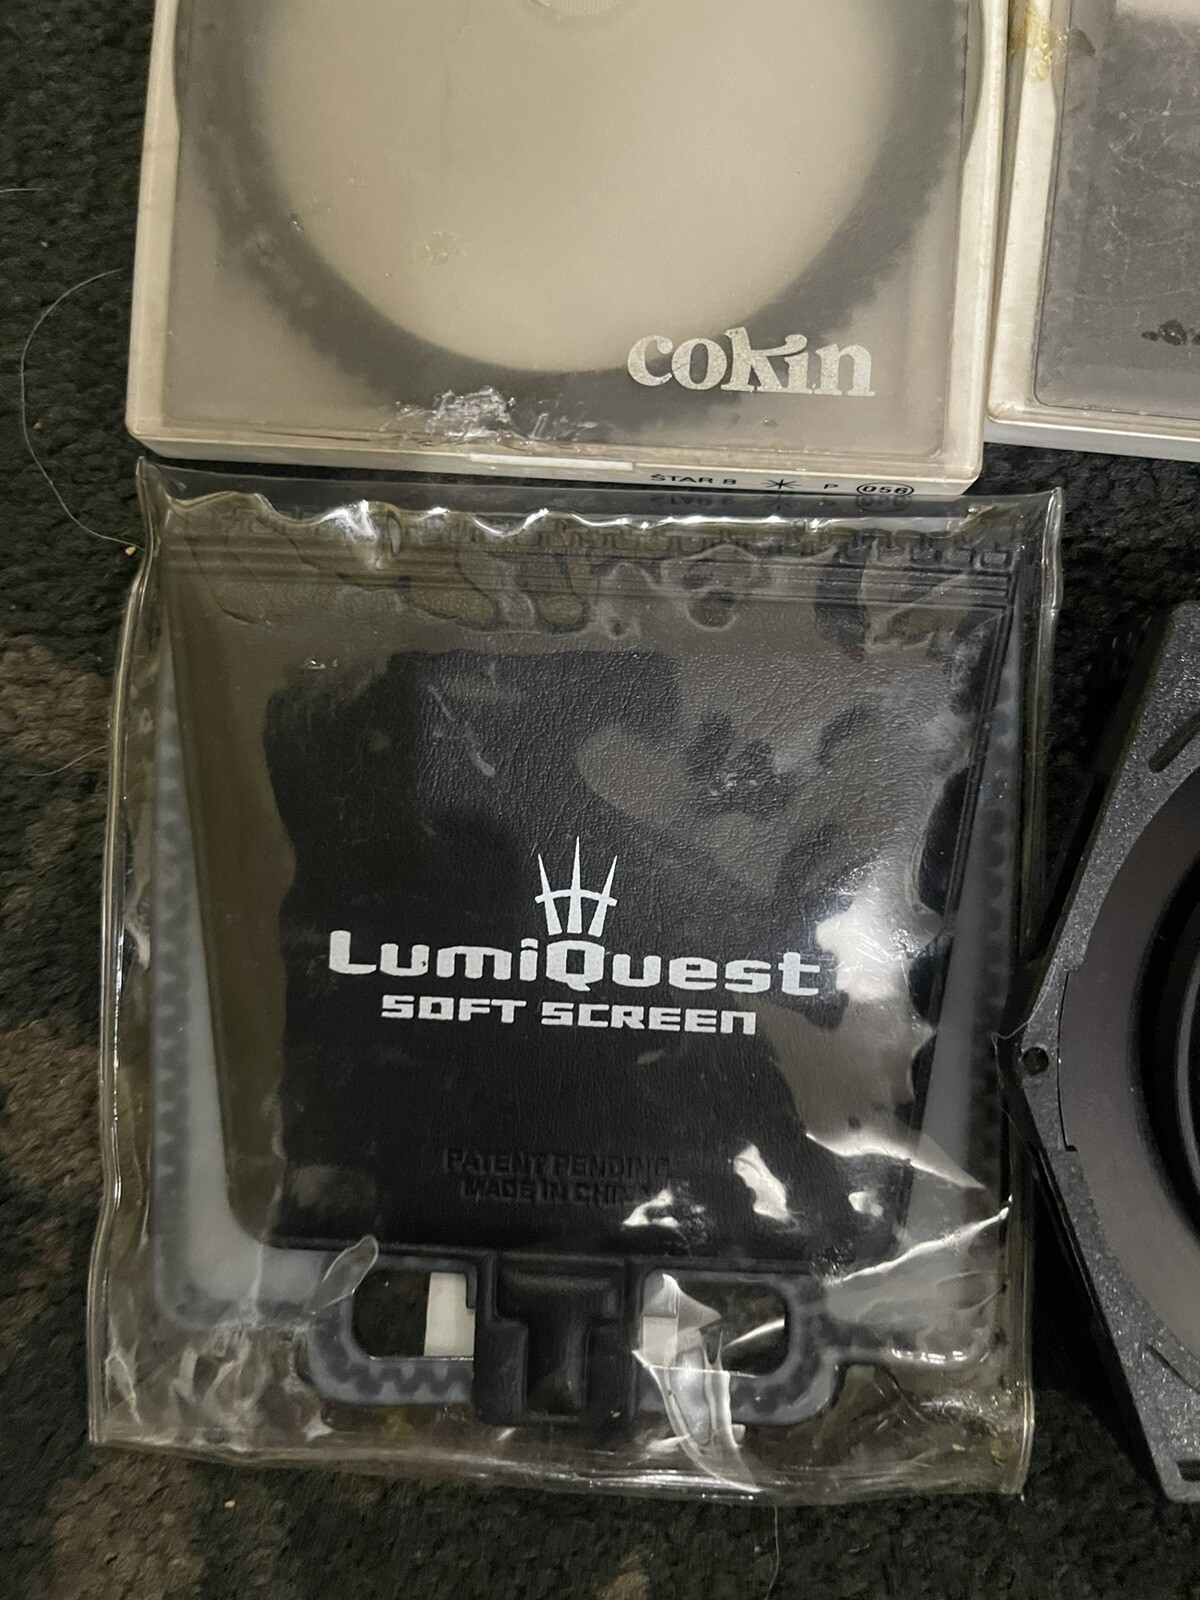 cokin
STAR 8 P 056
LumiQuest
SOFT SCREEN
PATENT PENDING
MADE IN CHINA